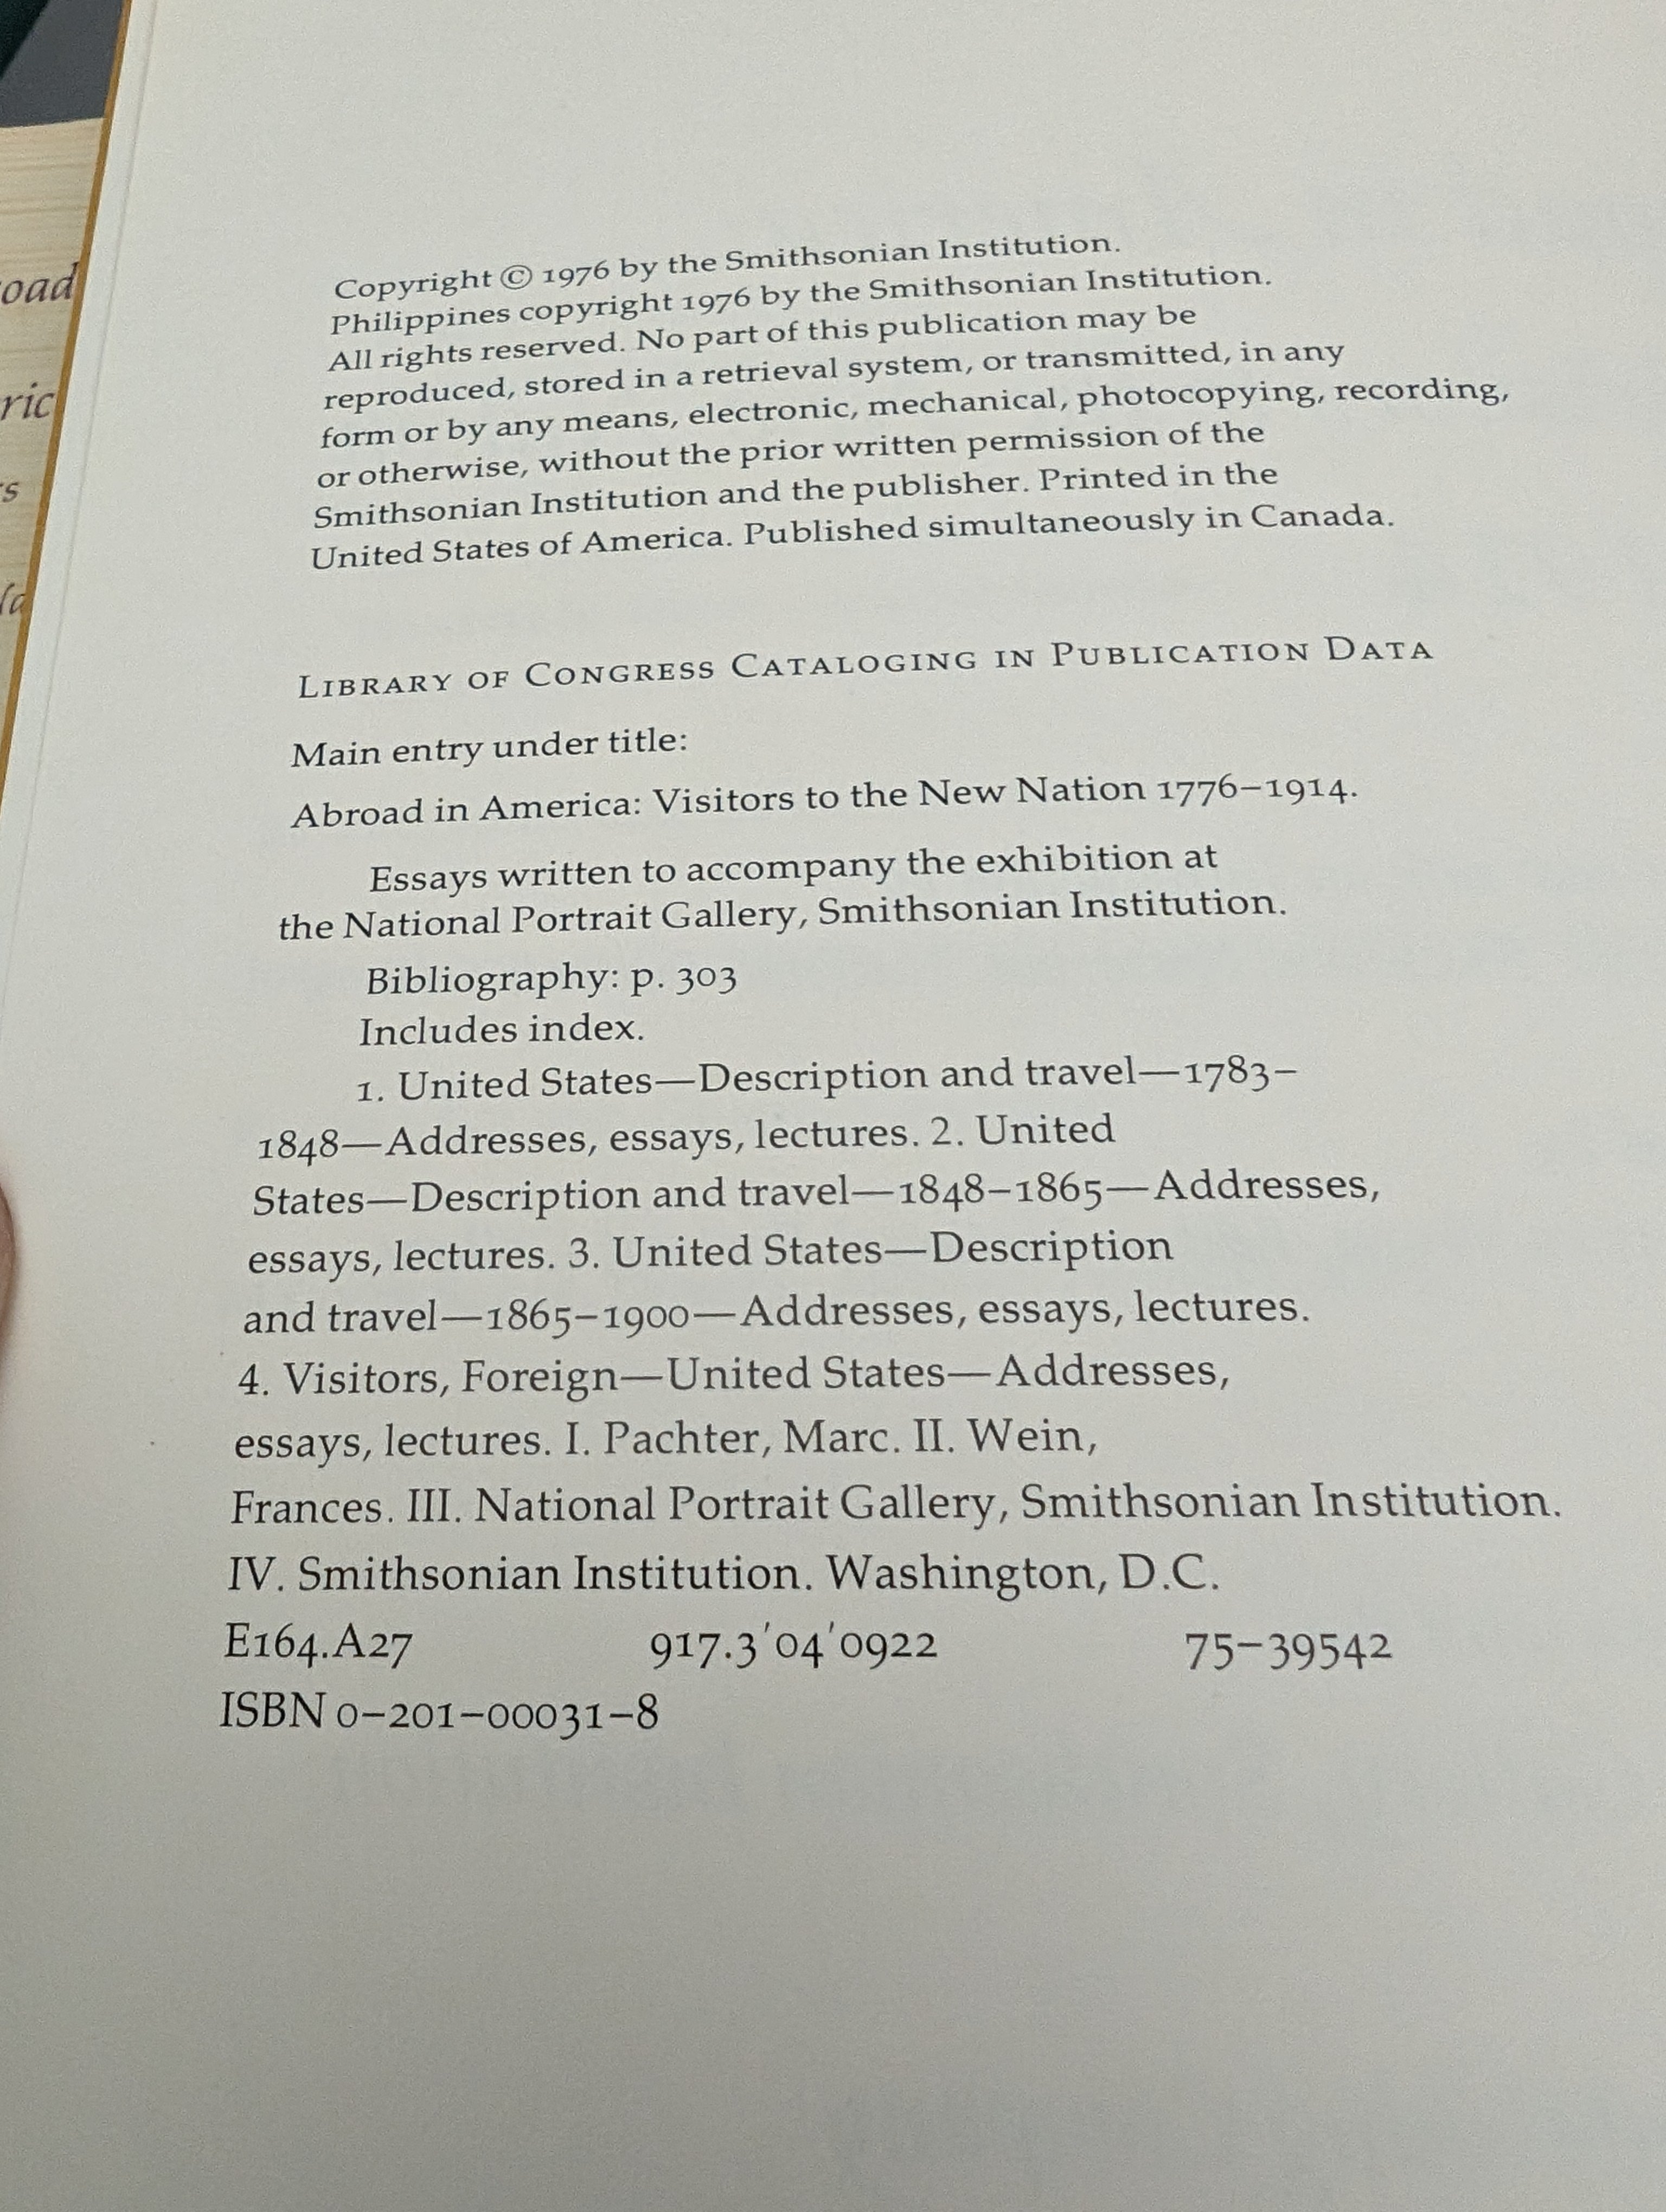 oad
ric
s
Copyright © 1976 by the Smithsonian Institution.
Philippines copyright 1976 by the Smithsonian Institution.
All rights reserved. No part of this publication may be
reproduced, stored in a retrieval system, or transmitted, in any
form or by any means, electronic, mechanical, photocopying, recording,
or otherwise, without the prior written permission of the
Smithsonian Institution and the publisher. Printed in the
United States of America. Published simultaneously in Canada.
LIBRARY OF CONGRESS CATALOGING IN PUBLICATION DATA
Main entry under title:
Abroad in America: Visitors to the New Nation 1776–1914.
Essays written to accompany the exhibition at
the National Portrait Gallery, Smithsonian Institution.
Bibliography: p. 303
Includes index.
1. United States—Description and travel—1783–
1848—Addresses, essays, lectures. 2. United
States—Description and travel—1848–1865—Addresses,
essays, lectures. 3. United States—Description
and travel—1865–1900—Addresses, essays, lectures.
4. Visitors, Foreign—United States—Addresses,
essays, lectures. I. Pachter, Marc. II. Wein,
Frances. III. National Portrait Gallery, Smithsonian Institution.
IV. Smithsonian Institution. Washington, D.C.
E164.A27 917.3′04′0922 75–39542
ISBN 0–201–00031–8